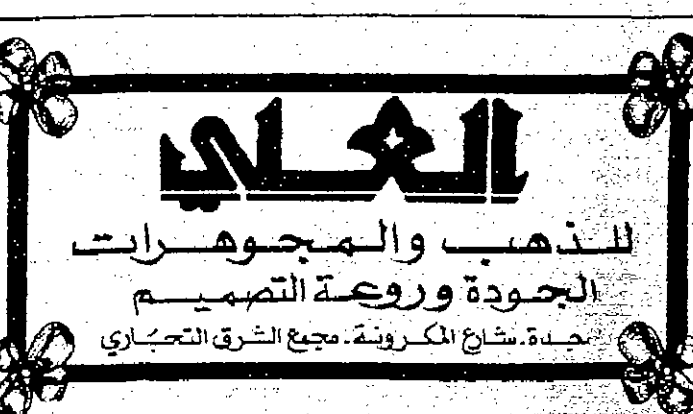 العلي
للذهب والمجوهرات
الجودة وروعة التصميم
جدة. شارع المكرونة. مجمع الشرق التجاري